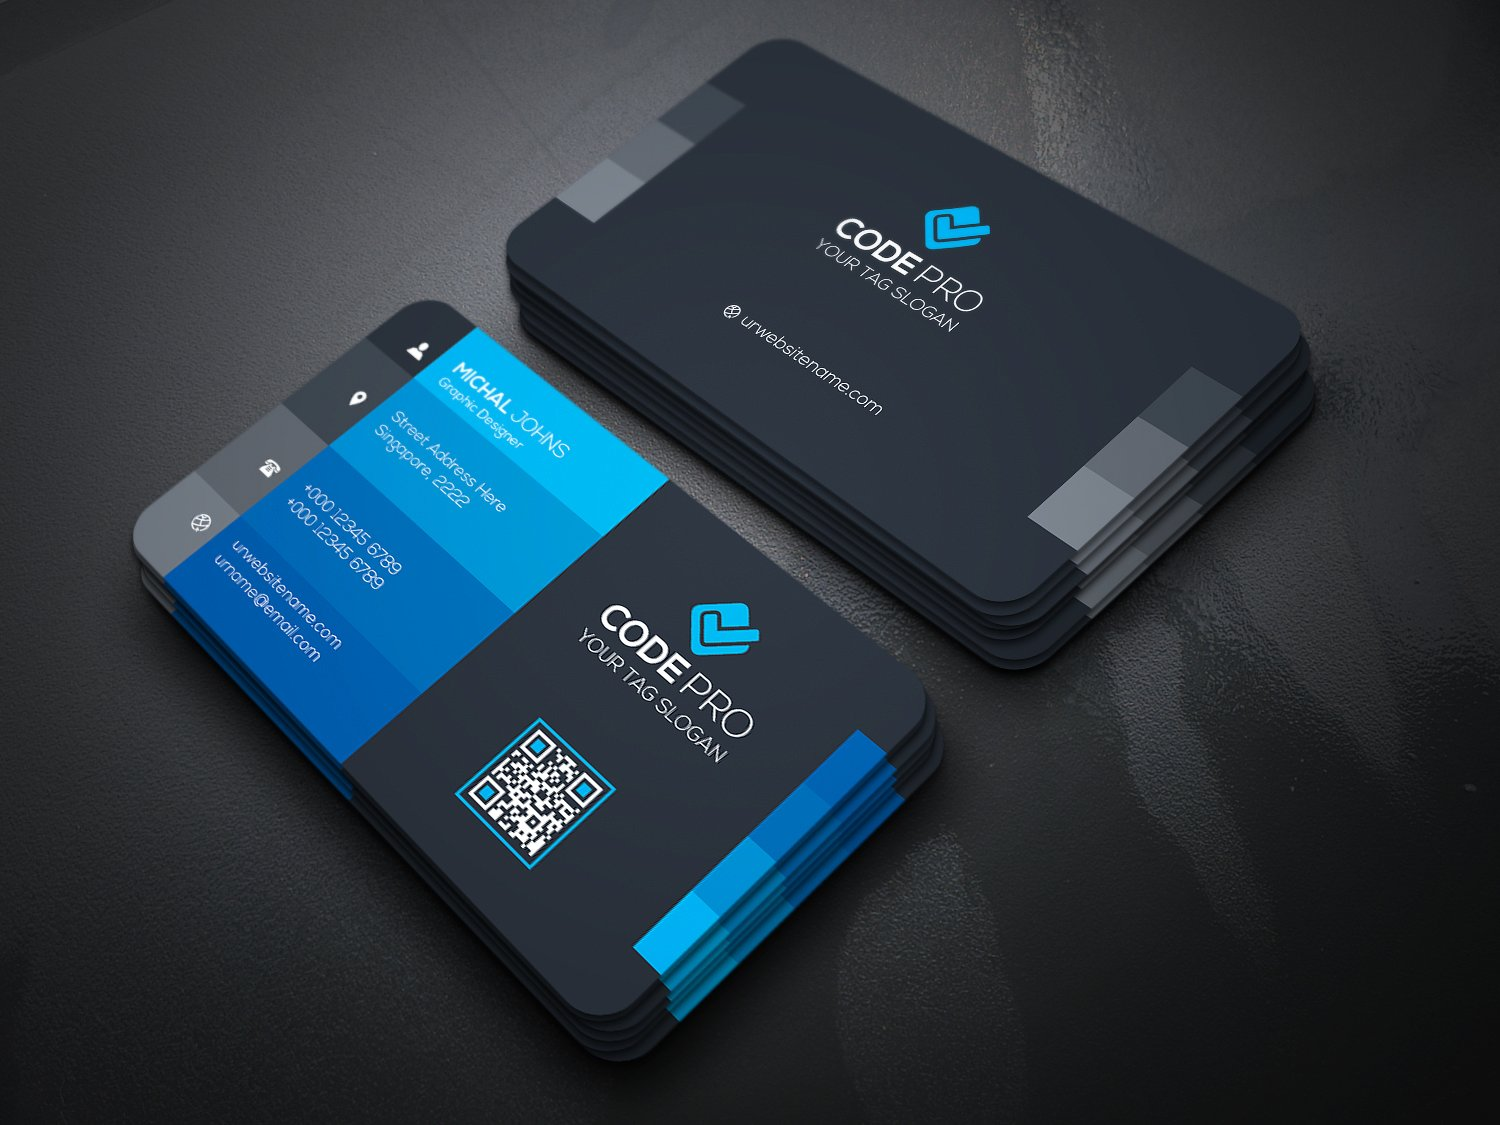 CODE PRO
YOUR TAG SLOGAN
urwebsitename.com
MICHAL JOHNS
Graphic Designer
Street Address Here
Singapore, 2222
+000 12345 6789
+000 12345 6789
urwebsitename.com
urname@email.com
CODE PRO
YOUR TAG SLOGAN